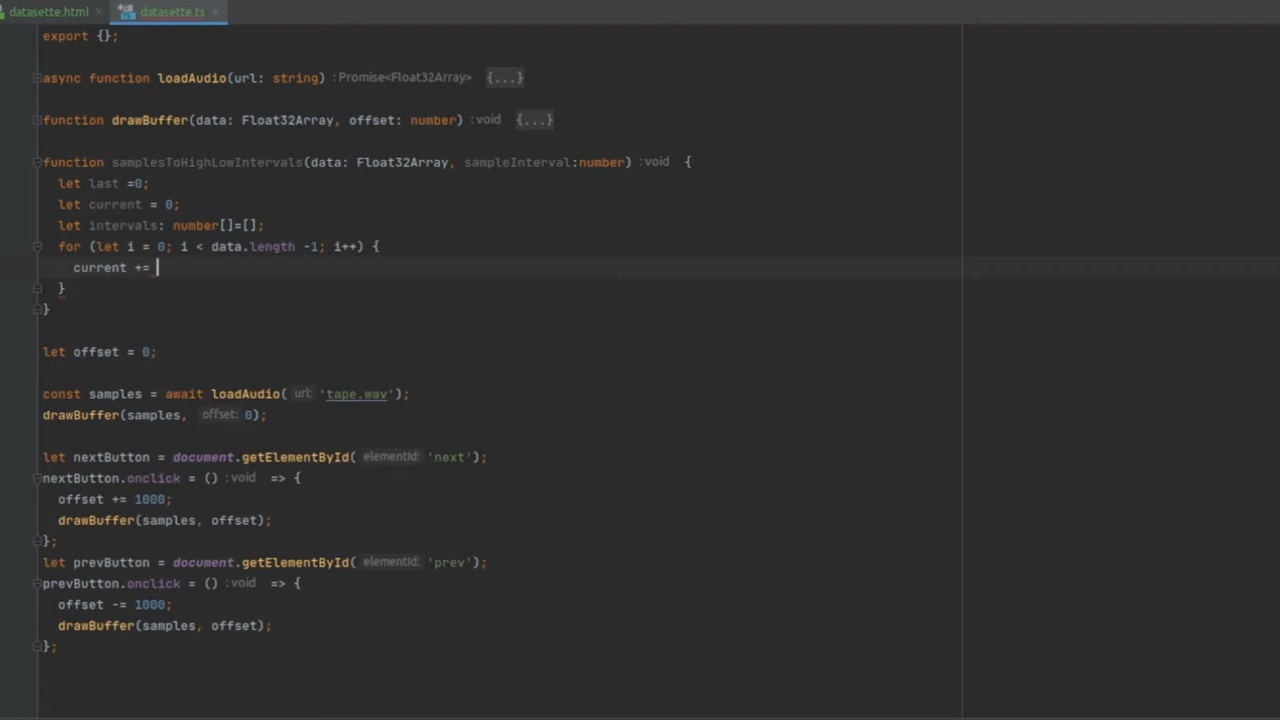 datasette.html × datasette.ts ×
export {};
async function loadAudio(url: string) : Promise<Float32Array> {...}
function drawBuffer(data: Float32Array, offset: number) : void {...}
function samplesToHighLowIntervals(data: Float32Array, sampleInterval:number) : void {
let last =0;
let current = 0;
let intervals: number[]=[];
for (let i = 0; i < data.length -1; i++) {
current +=
}
}
let offset = 0;
const samples = await loadAudio( url: 'tape.wav');
drawBuffer(samples, offset: 0);
let nextButton = document.getElementById( elementId: 'next');
nextButton.onclick = () : void => {
offset += 1000;
drawBuffer(samples, offset);
};
let prevButton = document.getElementById( elementId: 'prev');
prevButton.onclick = () : void => {
offset -= 1000;
drawBuffer(samples, offset);
};